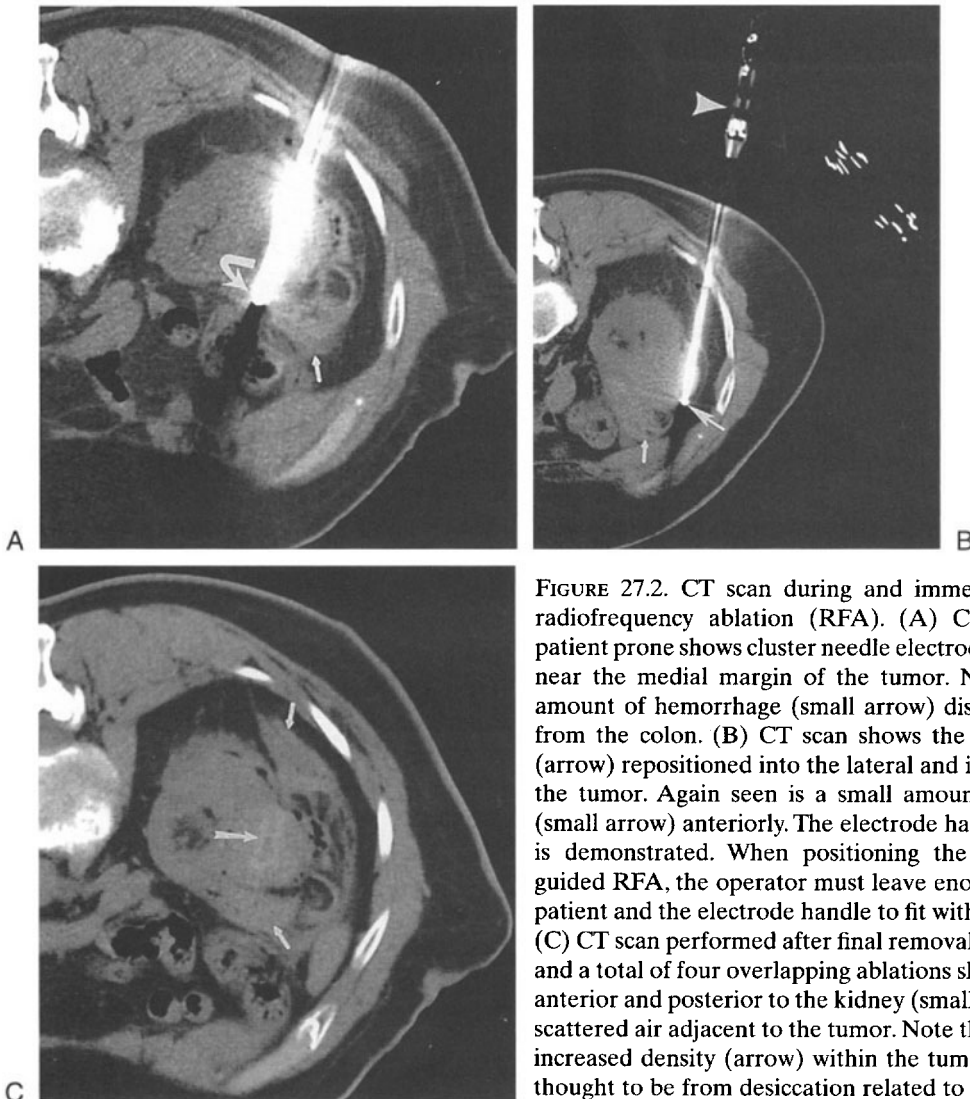 A
B
C
FIGURE 27.2. CT scan during and imme
radiofrequency ablation (RFA). (A) C
patient prone shows cluster needle electrod
near the medial margin of the tumor. N
amount of hemorrhage (small arrow) dis
from the colon. (B) CT scan shows the
(arrow) repositioned into the lateral and i
the tumor. Again seen is a small amoun
(small arrow) anteriorly. The electrode ha
is demonstrated. When positioning the
guided RFA, the operator must leave eno
patient and the electrode handle to fit with
(C) CT scan performed after final removal
and a total of four overlapping ablations sl
anterior and posterior to the kidney (small
scattered air adjacent to the tumor. Note th
increased density (arrow) within the tum
thought to be from desiccation related to